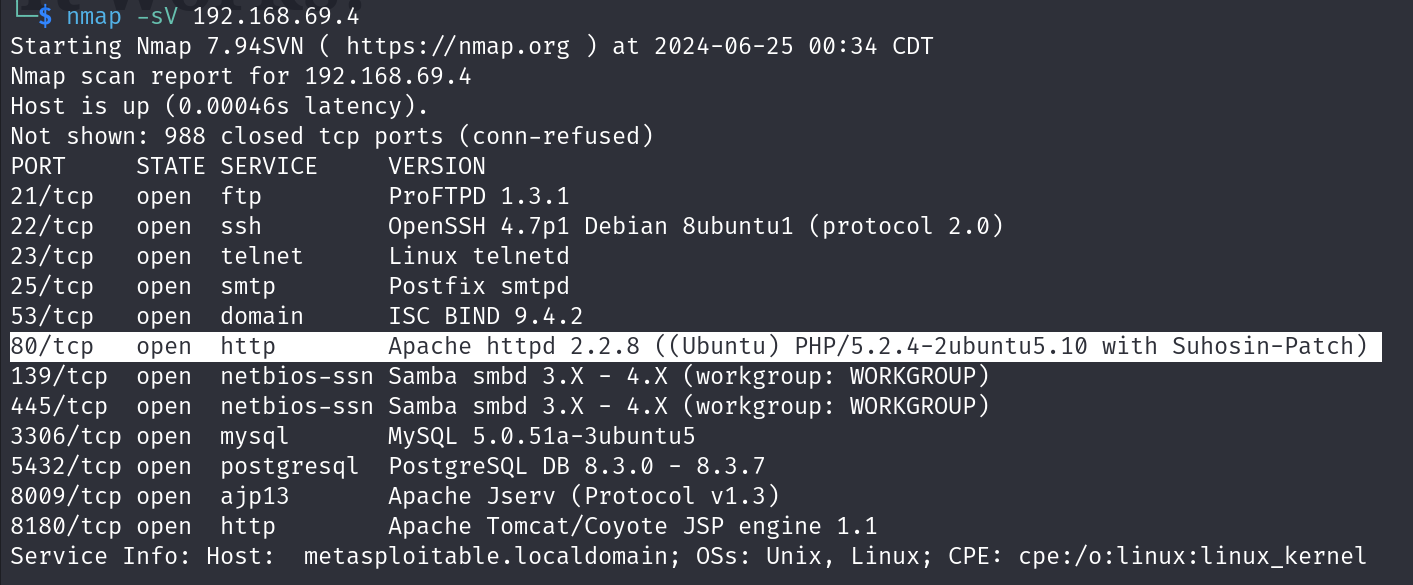 └─$ nmap -sV 192.168.69.4
Starting Nmap 7.94SVN ( https://nmap.org ) at 2024-06-25 00:34 CDT
Nmap scan report for 192.168.69.4
Host is up (0.00046s latency).
Not shown: 988 closed tcp ports (conn-refused)
PORT     STATE SERVICE     VERSION
21/tcp   open  ftp         ProFTPD 1.3.1
22/tcp   open  ssh         OpenSSH 4.7p1 Debian 8ubuntu1 (protocol 2.0)
23/tcp   open  telnet      Linux telnetd
25/tcp   open  smtp        Postfix smtpd
53/tcp   open  domain      ISC BIND 9.4.2
80/tcp   open  http        Apache httpd 2.2.8 ((Ubuntu) PHP/5.2.4-2ubuntu5.10 with Suhosin-Patch)
139/tcp  open  netbios-ssn Samba smbd 3.X - 4.X (workgroup: WORKGROUP)
445/tcp  open  netbios-ssn Samba smbd 3.X - 4.X (workgroup: WORKGROUP)
3306/tcp open  mysql       MySQL 5.0.51a-3ubuntu5
5432/tcp open  postgresql  PostgreSQL DB 8.3.0 - 8.3.7
8009/tcp open  ajp13       Apache Jserv (Protocol v1.3)
8180/tcp open  http        Apache Tomcat/Coyote JSP engine 1.1
Service Info: Host:  metasploitable.localdomain; OSs: Unix, Linux; CPE: cpe:/o:linux:linux_kernel